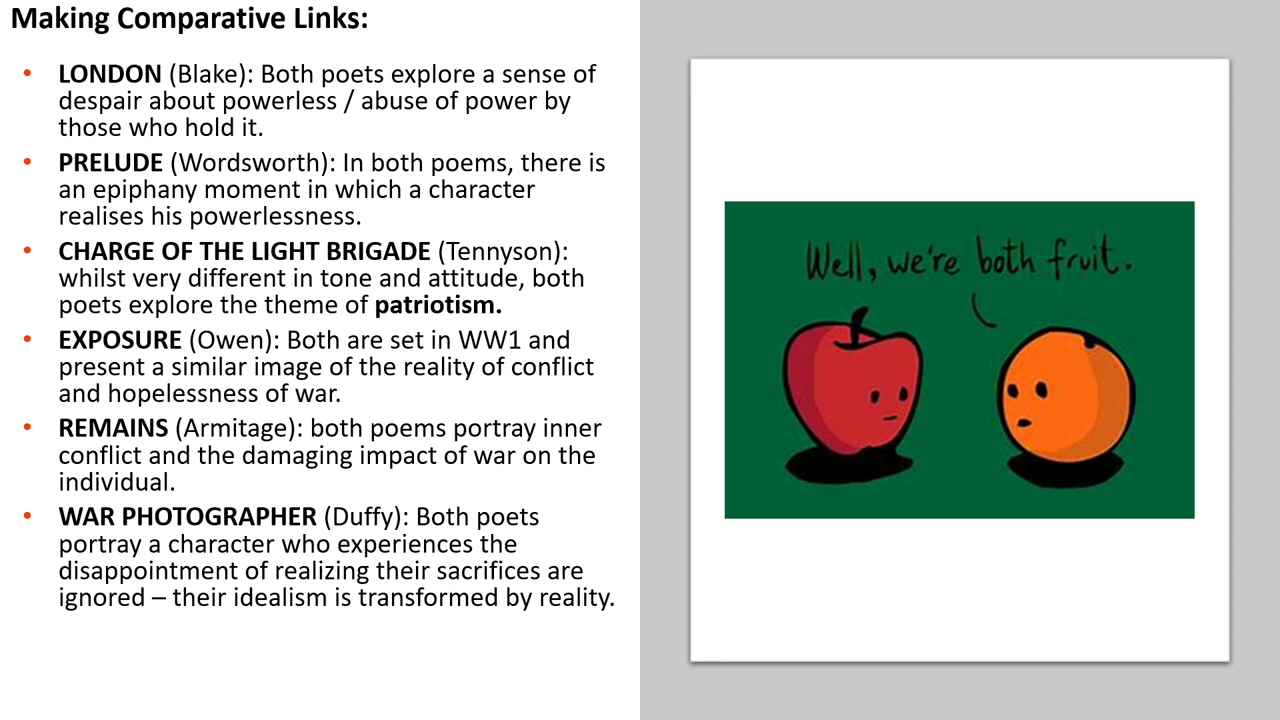 Making Comparative Links:
• LONDON (Blake): Both poets explore a sense of
despair about powerless / abuse of power by
those who hold it.
• PRELUDE (Wordsworth): In both poems, there is
an epiphany moment in which a character
realises his powerlessness.
• CHARGE OF THE LIGHT BRIGADE (Tennyson):
whilst very different in tone and attitude, both
poets explore the theme of patriotism.
• EXPOSURE (Owen): Both are set in WW1 and
present a similar image of the reality of conflict
and hopelessness of war.
• REMAINS (Armitage): both poems portray inner
conflict and the damaging impact of war on the
individual.
• WAR PHOTOGRAPHER (Duffy): Both poets
portray a character who experiences the
disappointment of realizing their sacrifices are
ignored – their idealism is transformed by reality.
Well, we're both fruit.